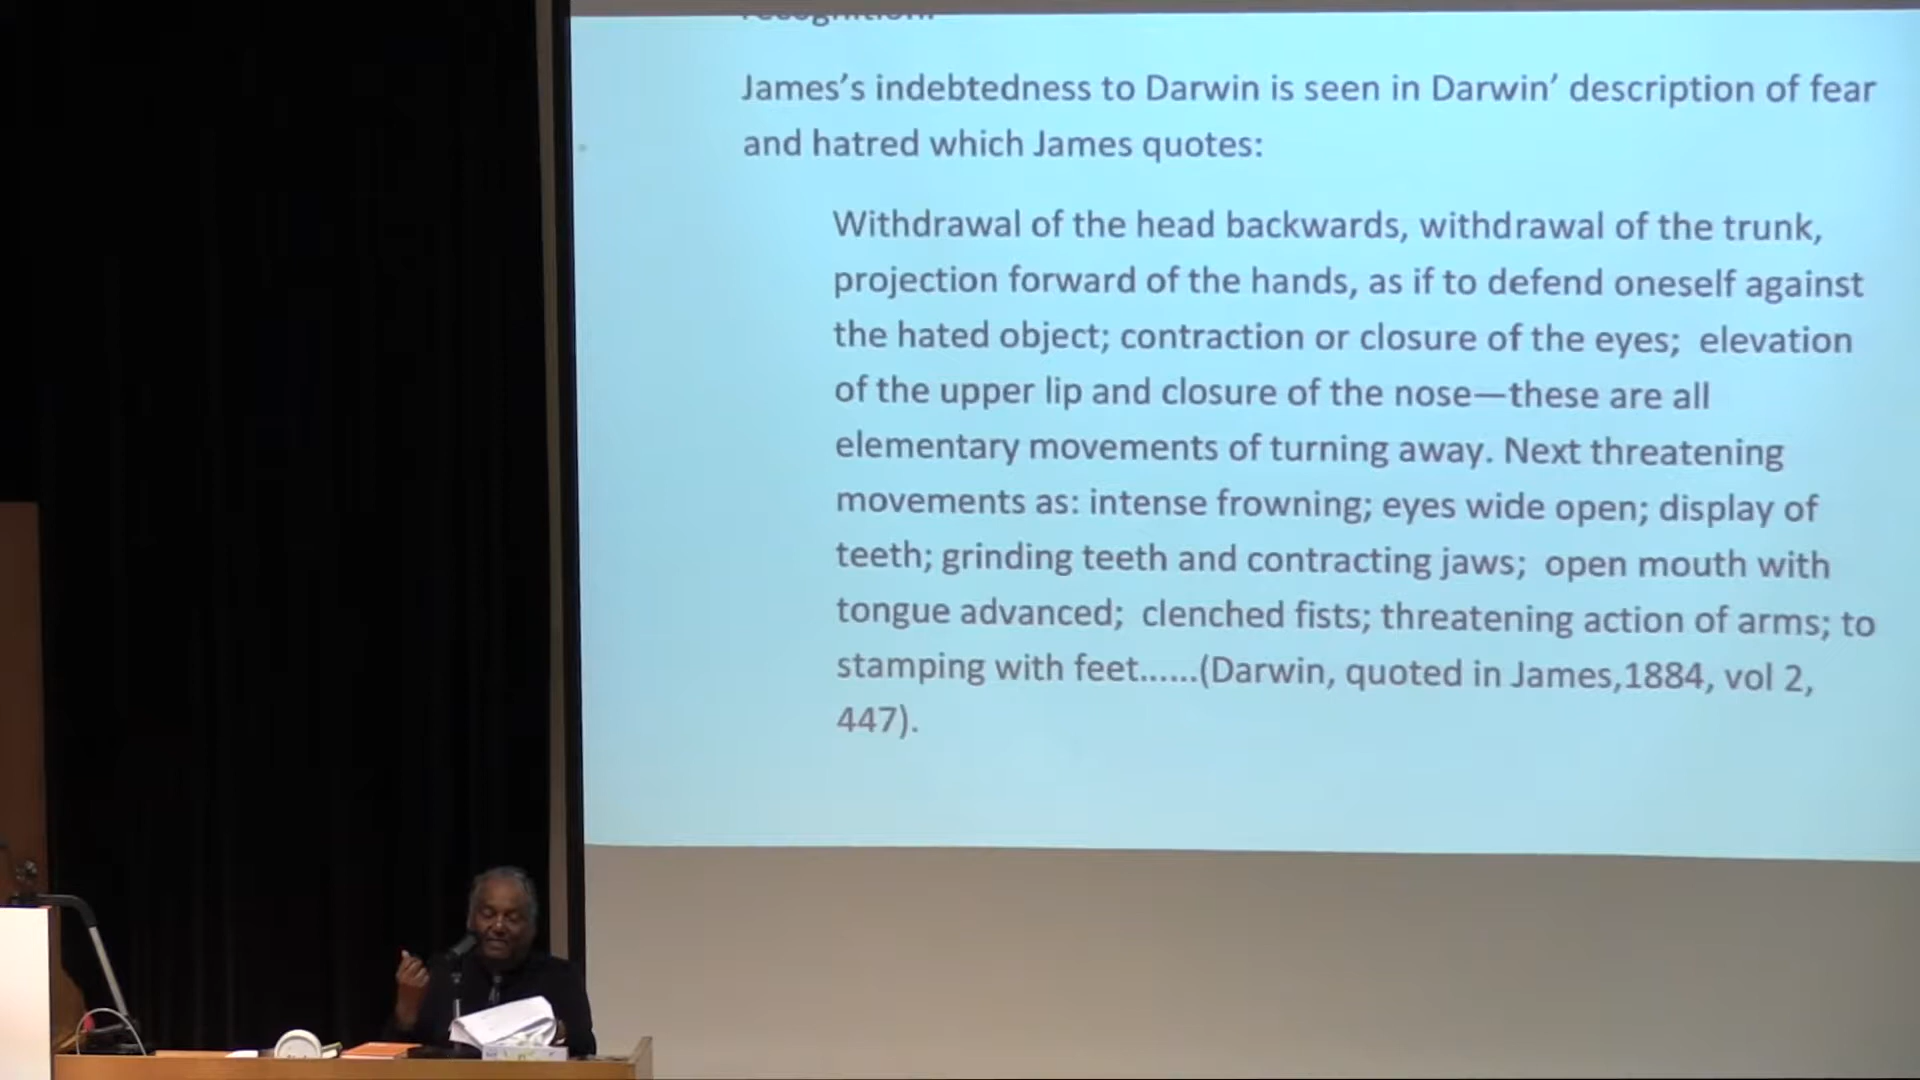 recognition.
James's indebtedness to Darwin is seen in Darwin' description of fear
and hatred which James quotes:
Withdrawal of the head backwards, withdrawal of the trunk,
projection forward of the hands, as if to defend oneself against
the hated object; contraction or closure of the eyes;  elevation
of the upper lip and closure of the nose—these are all
elementary movements of turning away. Next threatening
movements as: intense frowning; eyes wide open; display of
teeth; grinding teeth and contracting jaws;  open mouth with
tongue advanced;  clenched fists; threatening action of arms; to
stamping with feet......(Darwin, quoted in James,1884, vol 2,
447).